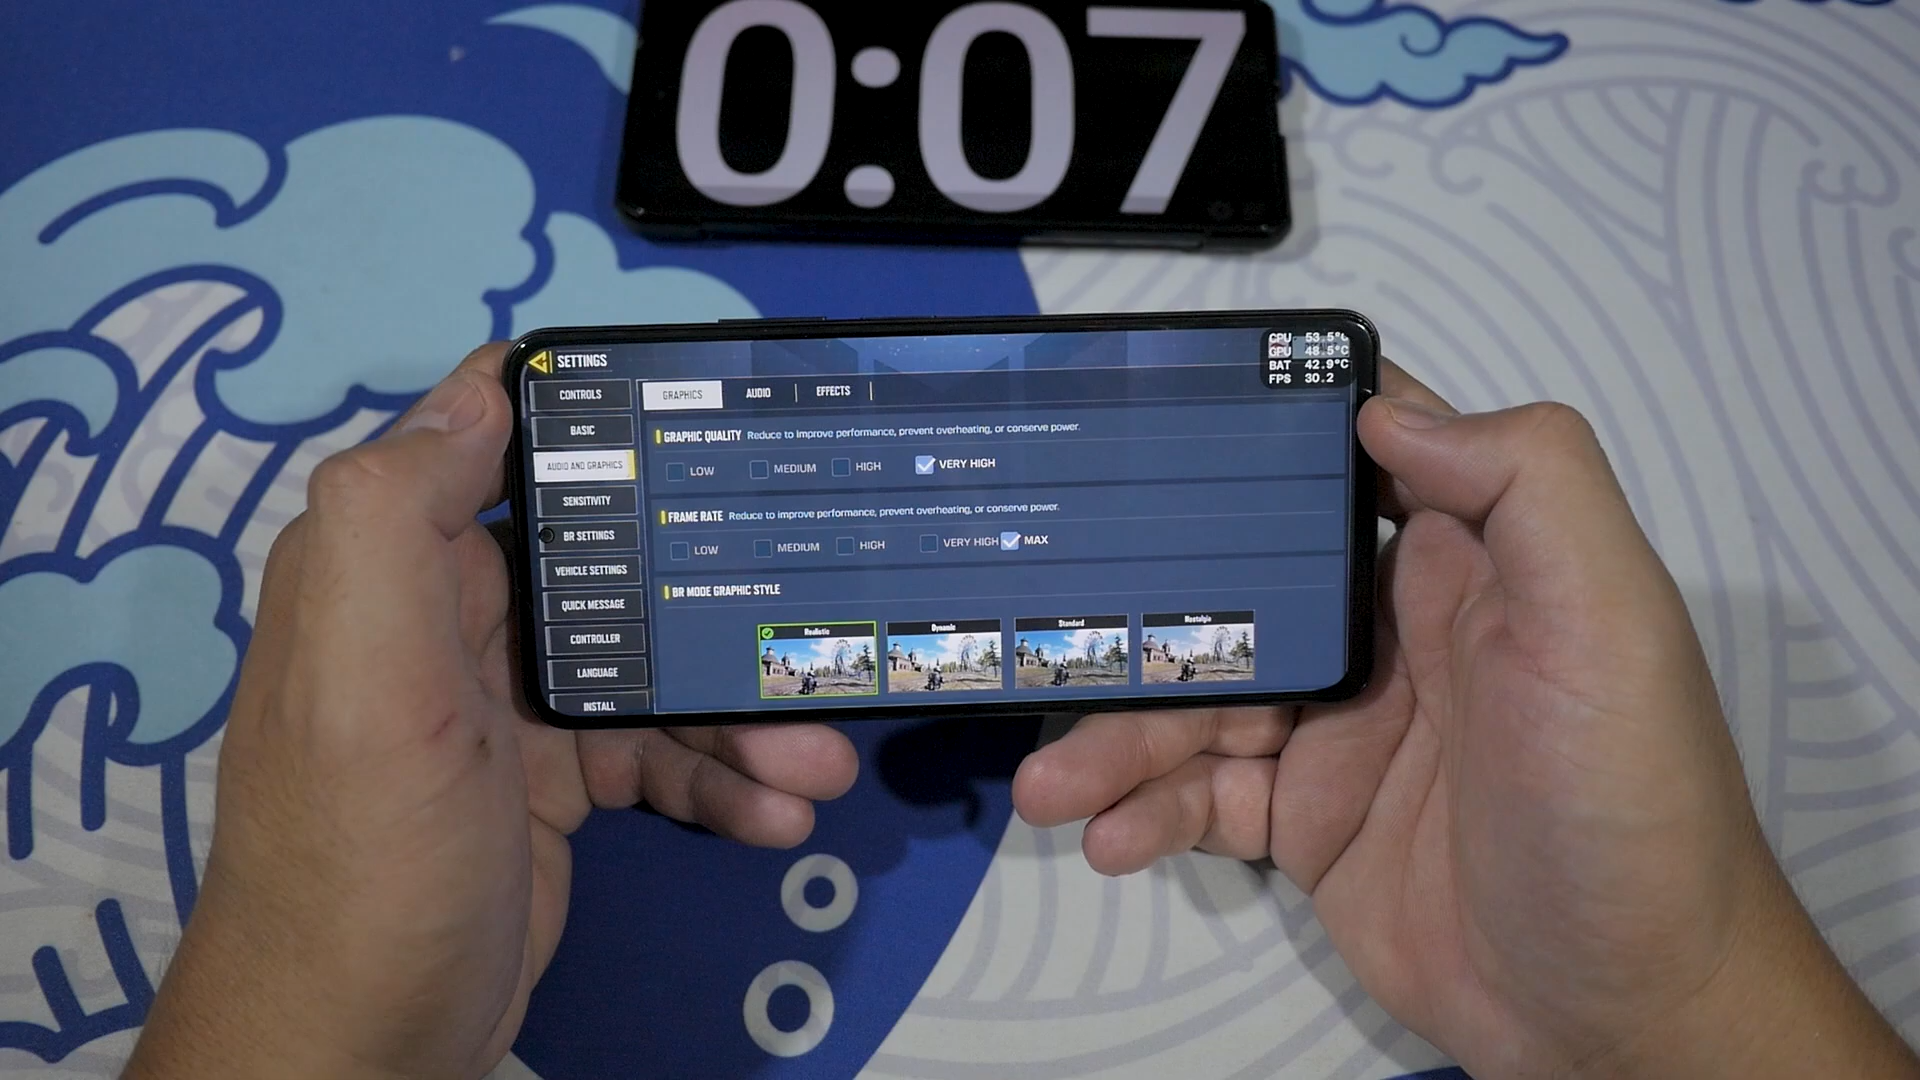 0:07
SETTINGS
CPU 53.5°C
GPU 48.5°C
BAT 42.9°C
FPS 30.2
CONTROLS
BASIC
AUDIO AND GRAPHICS
SENSITIVITY
BR SETTINGS
VEHICLE SETTINGS
QUICK MESSAGE
CONTROLLER
LANGUAGE
INSTALL
GRAPHICS AUDIO EFFECTS
GRAPHIC QUALITY Reduce to improve performance, prevent overheating, or conserve power.
LOW MEDIUM HIGH VERY HIGH
FRAME RATE Reduce to improve performance, prevent overheating, or conserve power.
LOW MEDIUM HIGH VERY HIGH MAX
BR MODE GRAPHIC STYLE
Realistic Dynamic Standard Nostalgia